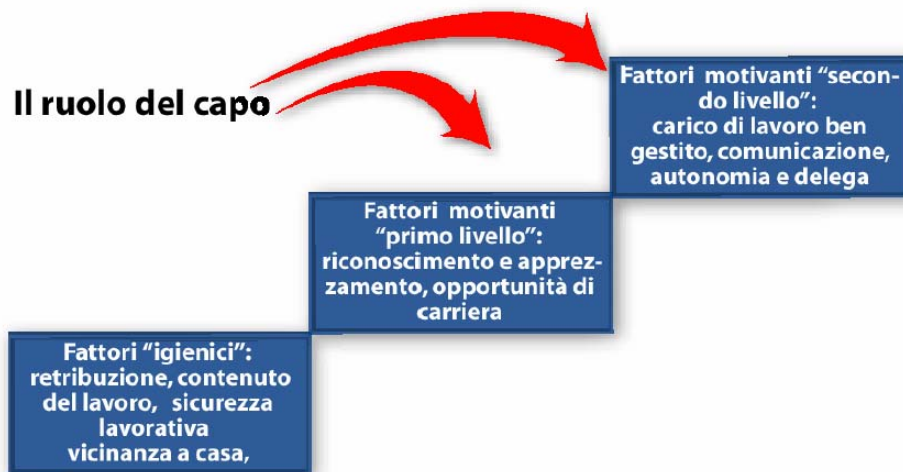 Il ruolo del capo
Fattori motivanti “secon-
do livello”:
carico di lavoro ben
gestito, comunicazione,
autonomia e delega
Fattori motivanti
“primo livello”:
riconoscimento e apprez-
zamento, opportunità di
carriera
Fattori “igienici”:
retribuzione, contenuto
del lavoro, sicurezza
lavorativa
vicinanza a casa,